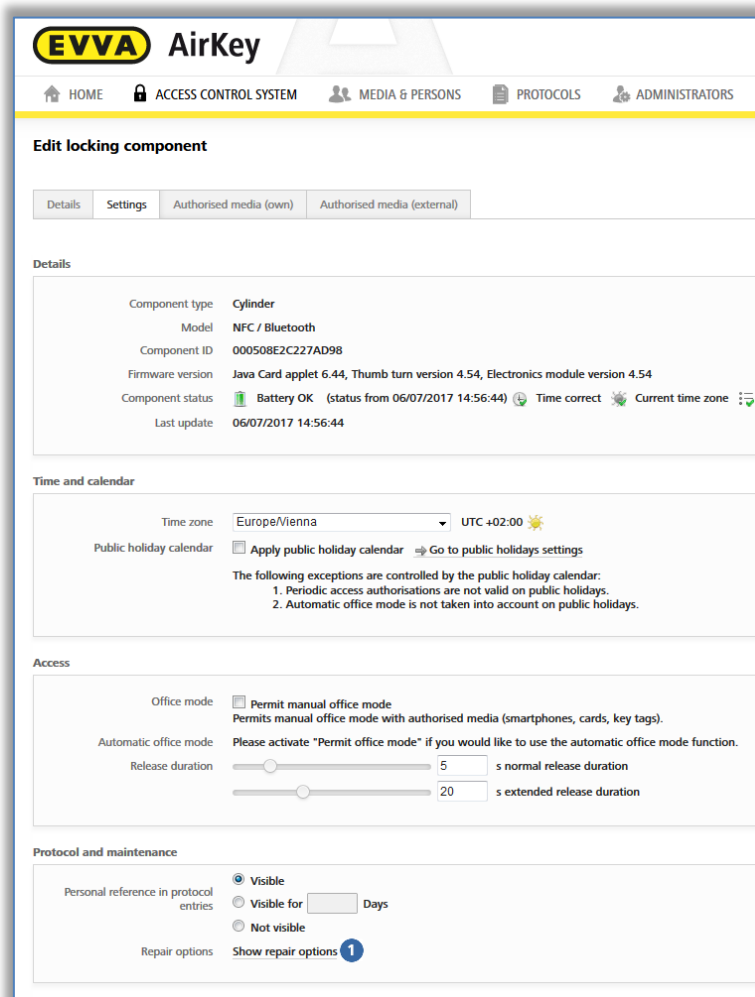 EVVA AirKey
HOME ACCESS CONTROL SYSTEM MEDIA & PERSONS PROTOCOLS ADMINISTRATORS
Edit locking component
Details Settings Authorised media (own) Authorised media (external)
Details
Component type Cylinder
Model NFC / Bluetooth
Component ID 000508E2C227AD98
Firmware version Java Card applet 6.44, Thumb turn version 4.54, Electronics module version 4.54
Component status Battery OK (status from 06/07/2017 14:56:44) Time correct Current time zone
Last update 06/07/2017 14:56:44
Time and calendar
Time zone Europe/Vienna UTC +02:00
Public holiday calendar Apply public holiday calendar Go to public holidays settings
The following exceptions are controlled by the public holiday calendar:
1. Periodic access authorisations are not valid on public holidays.
2. Automatic office mode is not taken into account on public holidays.
Access
Office mode Permit manual office mode
Permits manual office mode with authorised media (smartphones, cards, key tags).
Automatic office mode Please activate "Permit office mode" if you would like to use the automatic office mode function.
Release duration 5 s normal release duration
20 s extended release duration
Protocol and maintenance
Personal reference in protocol entries
Visible
Visible for Days
Not visible
Repair options Show repair options 1